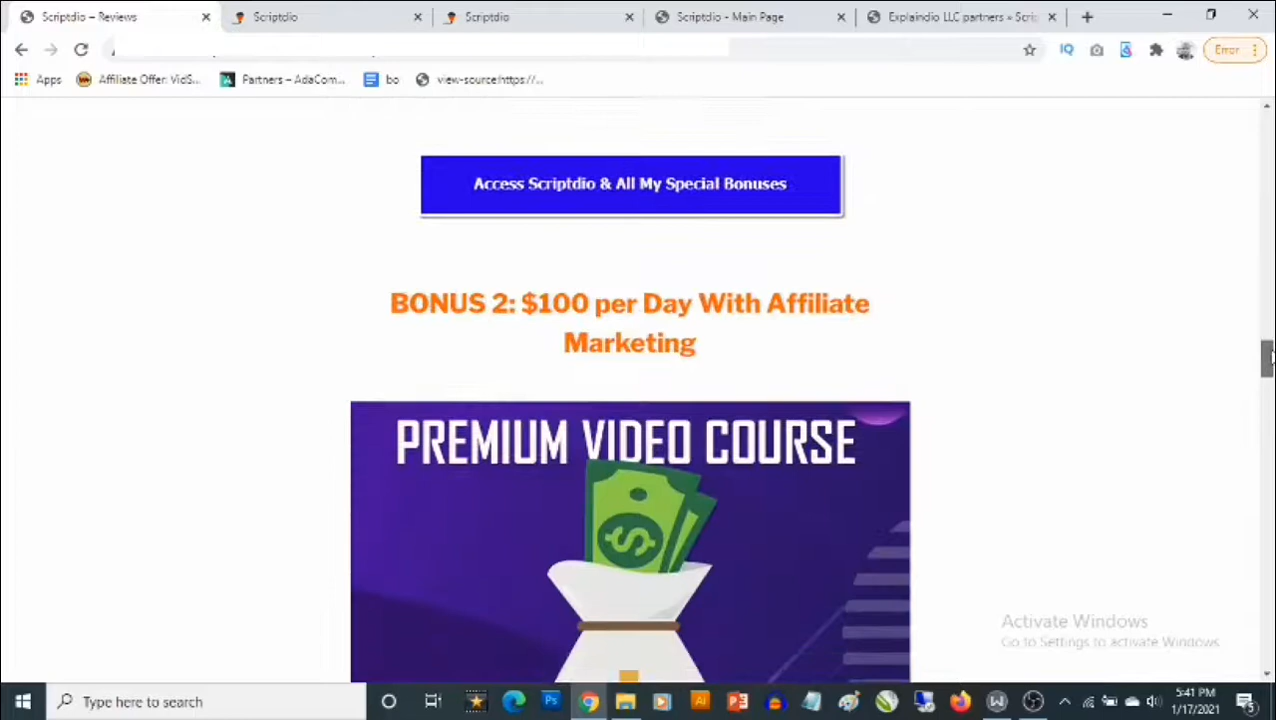 Scriptdio – Reviews
Scriptdio
Scriptdio
Scriptdio - Main Page
Explaindio LLC partners » Scri
Error
Apps
Affiliate Offer: VidS...
Partners – AdaCom...
bo
view-source:https://...
Access Scriptdio & All My Special Bonuses
BONUS 2: $100 per Day With Affiliate
Marketing
PREMIUM VIDEO COURSE
Activate Windows
Go to Settings to activate Windows.
Type here to search
5:41 PM
1/17/2021